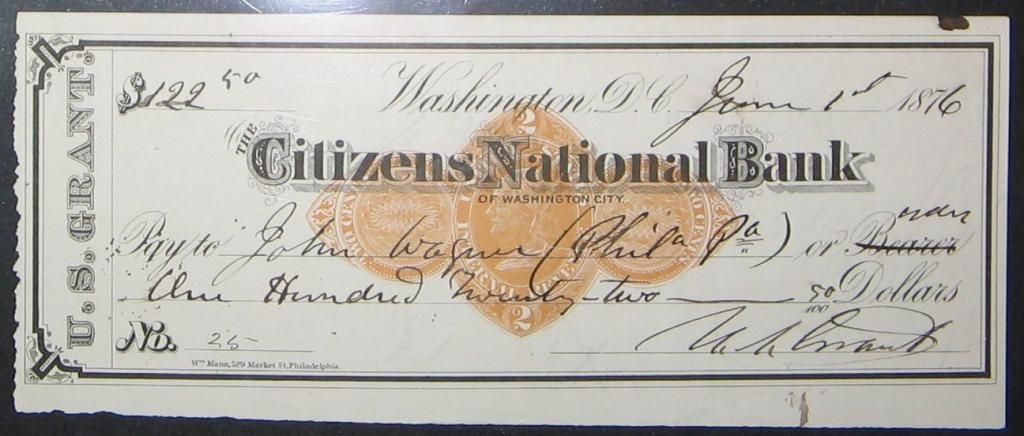 U.S. GRANT.
$122 50 Washington, D.C. June 1st 1876
THE Citizens National Bank
OF WASHINGTON CITY.
Pay to John Wagner (Phila Pa) or Bearer order
One Hundred Twenty-two 50/100 Dollars
No. 25 U.S. Grant
Wm Mann, 529 Market St., Philadelphia.
2
2